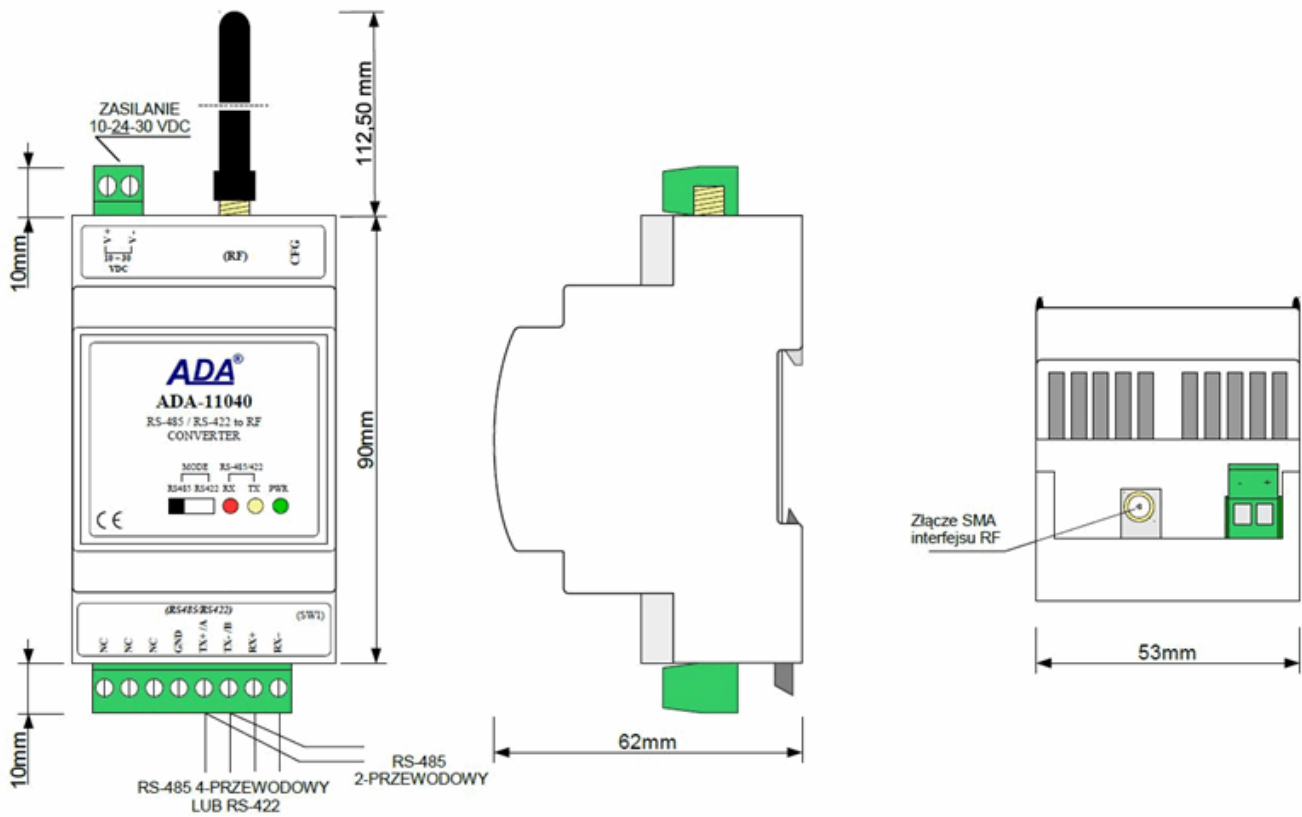 ZASILANIE
10-24-30 VDC
10mm
112,50 mm
V+
V-
10 – 30
VDC
(RF)
CFG
ADA®
ADA-11040
RS-485 / RS-422 to RF
CONVERTER
MODE
RS-485/422
RS485 RS422 RX TX PWR
CE
90mm
(RS485/RS422)
(SW1)
NC
NC
NC
GND
TX+/A
TX-/B
RX+
RX-
10mm
RS-485
2-PRZEWODOWY
RS-485 4-PRZEWODOWY
LUB RS-422
62mm
Złącze SMA
interfejsu RF
- +
53mm